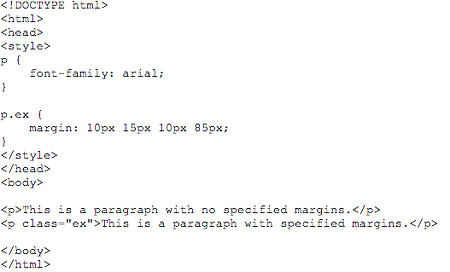 <!DOCTYPE html>
<html>
<head>
<style>
p {
    font-family: arial;
}

p.ex {
    margin: 10px 15px 10px 85px;
}
</style>
</head>
<body>

<p>This is a paragraph with no specified margins.</p>
<p class="ex">This is a paragraph with specified margins.</p>

</body>
</html>